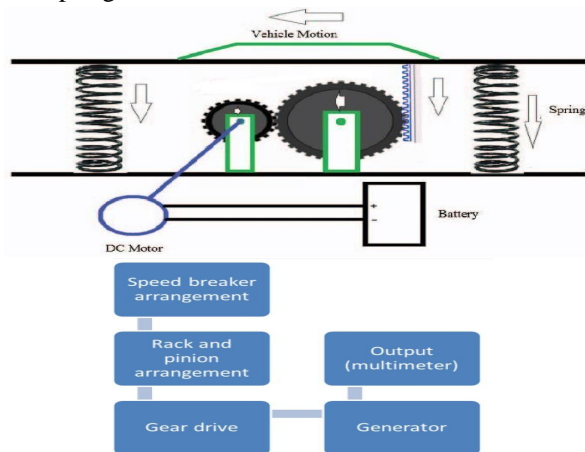 Vehicle Motion
Spring
+
−
Battery
DC Motor
Speed breaker
arrangement
Rack and
pinion
arrangement
Output
(multimeter)
Gear drive
Generator